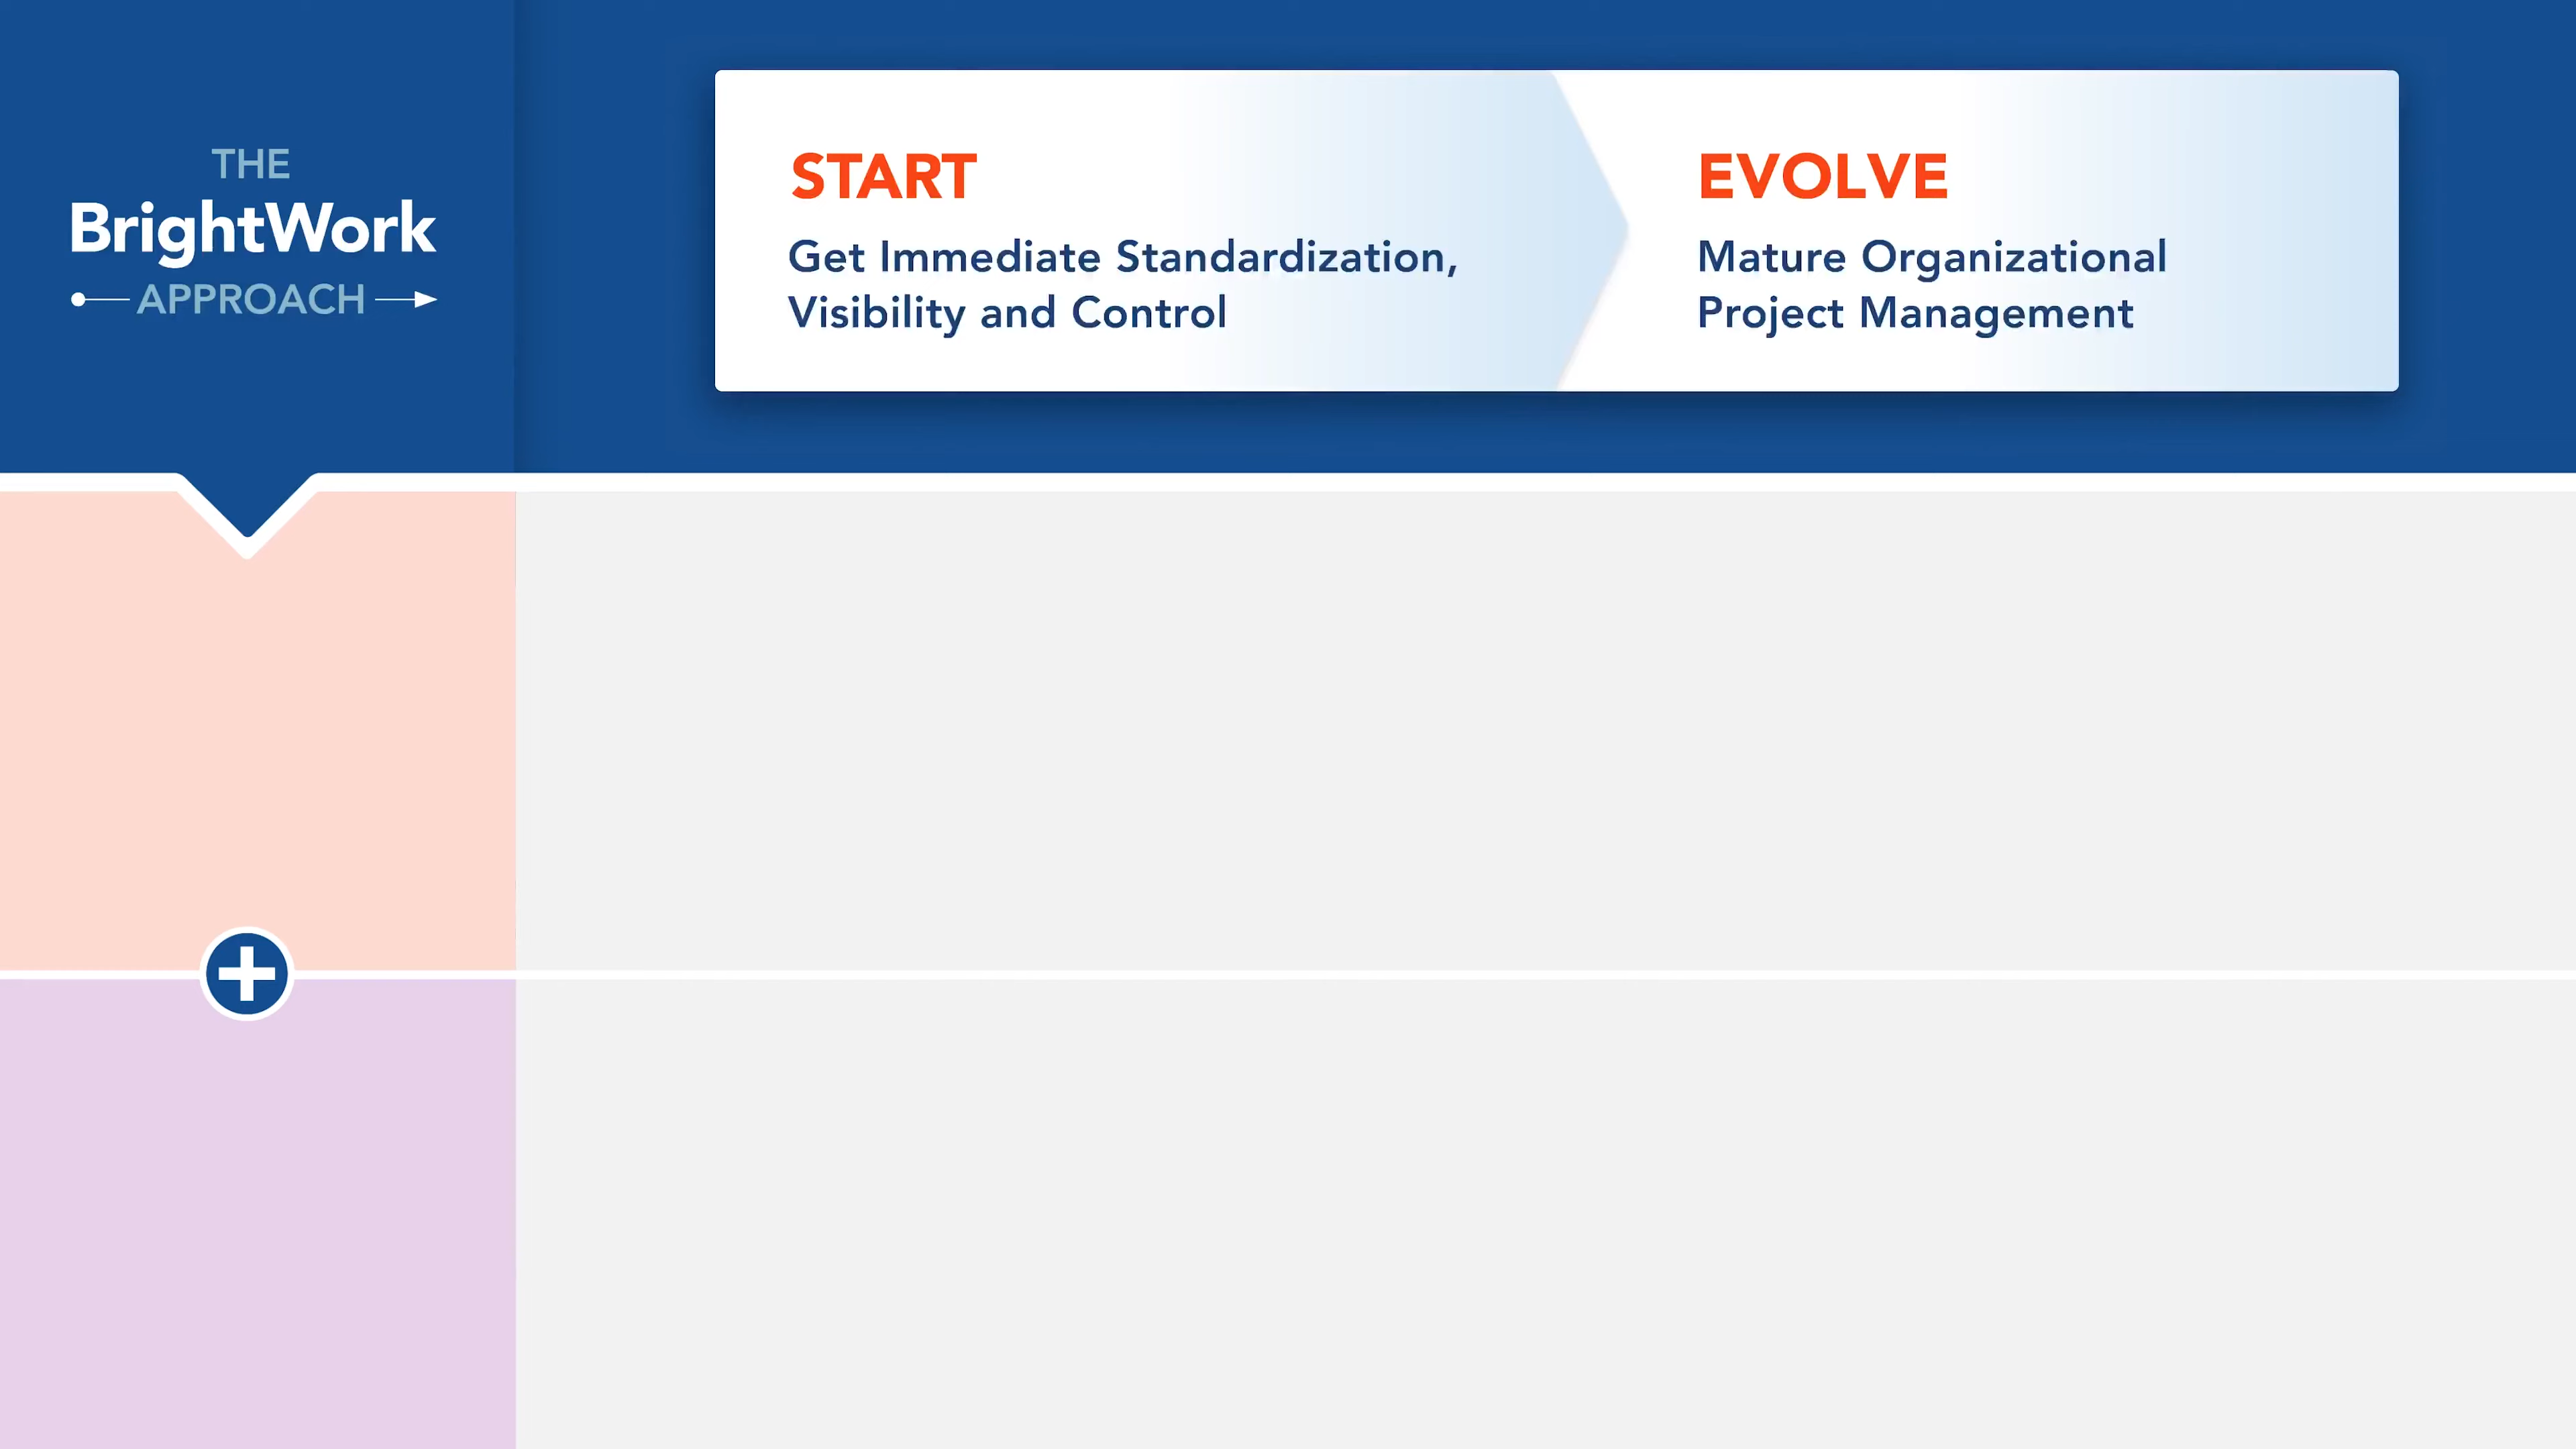 THE
BrightWork
APPROACH
START
Get Immediate Standardization,
Visibility and Control
EVOLVE
Mature Organizational
Project Management